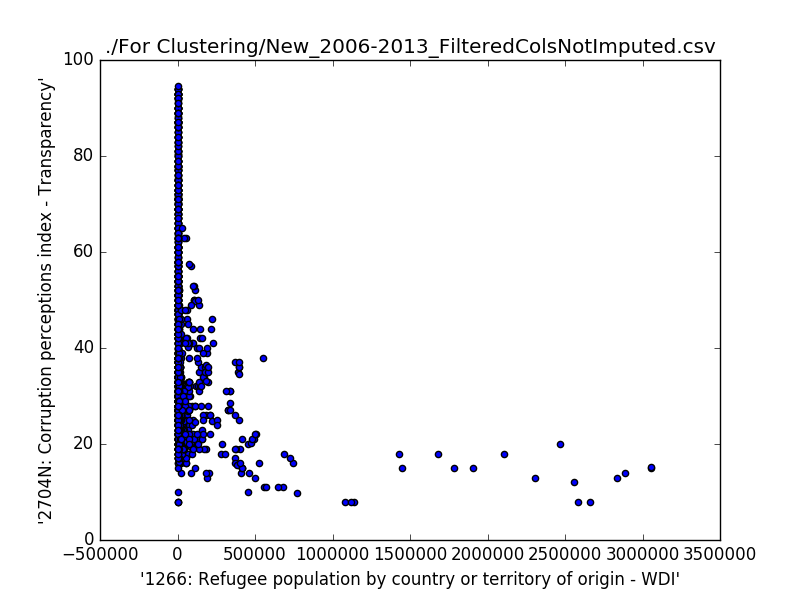 ./For Clustering/New_2006-2013_FilteredColsNotImputed.csv
100
80
60
40
20
0
'2704N: Corruption perceptions index - Transparency'
−500000 0 500000 1000000 1500000 2000000 2500000 3000000 3500000
'1266: Refugee population by country or territory of origin - WDI'